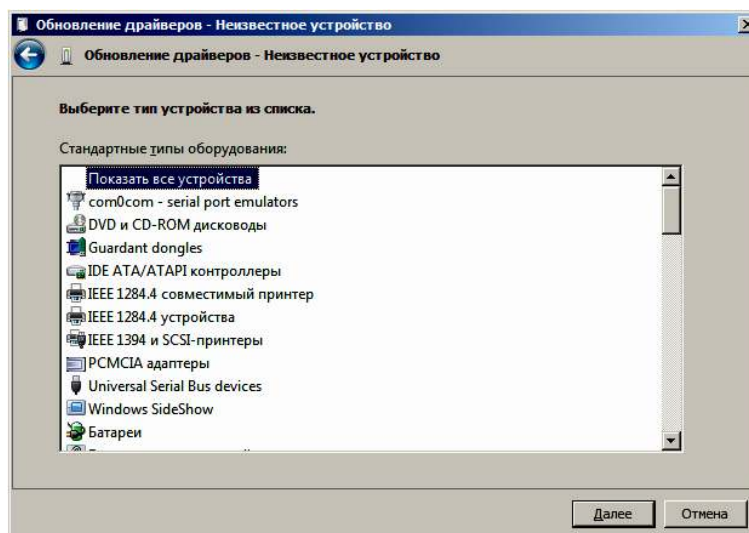 Обновление драйверов - Неизвестное устройство
Обновление драйверов - Неизвестное устройство
Выберите тип устройства из списка.
Стандартные типы оборудования:
Показать все устройства
com0com - serial port emulators
DVD и CD-ROM дисководы
Guardant dongles
IDE ATA/ATAPI контроллеры
IEEE 1284.4 совместимый принтер
IEEE 1284.4 устройства
IEEE 1394 и SCSI-принтеры
PCMCIA адаптеры
Universal Serial Bus devices
Windows SideShow
Батареи
Далее Отмена